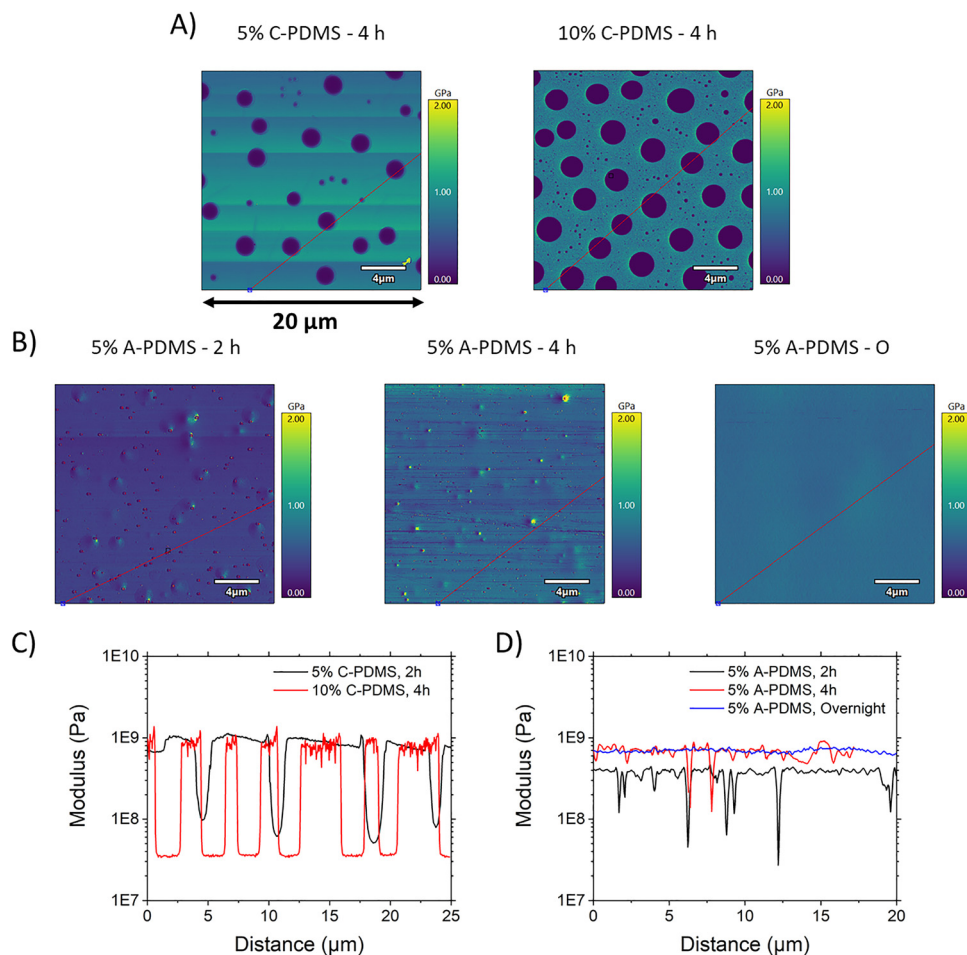 A)
5% C-PDMS - 4 h
10% C-PDMS - 4 h
GPa
2.00
1.00
0.00
4µm
GPa
2.00
1.00
0.00
4µm
20 µm
B)
5% A-PDMS - 2 h
5% A-PDMS - 4 h
5% A-PDMS - O
GPa
2.00
1.00
0.00
4µm
GPa
2.00
1.00
0.00
4µm
GPa
2.00
1.00
0.00
4µm
C)
1E10
1E9
1E8
1E7
Modulus (Pa)
5% C-PDMS, 2h
10% C-PDMS, 4h
0 5 10 15 20 25
Distance (µm)
D)
1E10
1E9
1E8
1E7
Modulus (Pa)
5% A-PDMS, 2h
5% A-PDMS, 4h
5% A-PDMS, Overnight
0 5 10 15 20
Distance (µm)